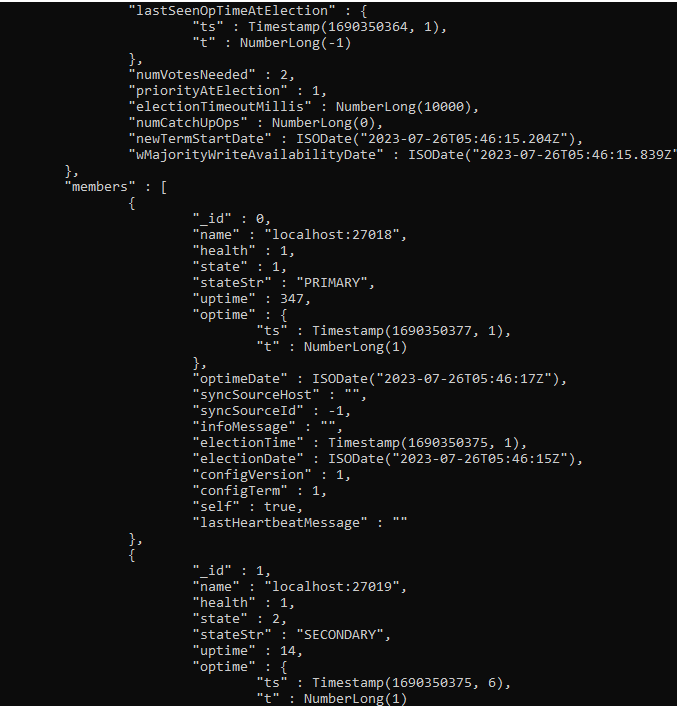 "lastSeenOpTimeAtElection" : {
"ts" : Timestamp(1690350364, 1),
"t" : NumberLong(-1)
},
"numVotesNeeded" : 2,
"priorityAtElection" : 1,
"electionTimeoutMillis" : NumberLong(10000),
"numCatchUpOps" : NumberLong(0),
"newTermStartDate" : ISODate("2023-07-26T05:46:15.204Z"),
"wMajorityWriteAvailabilityDate" : ISODate("2023-07-26T05:46:15.839Z"
},
"members" : [
{
"_id" : 0,
"name" : "localhost:27018",
"health" : 1,
"state" : 1,
"stateStr" : "PRIMARY",
"uptime" : 347,
"optime" : {
"ts" : Timestamp(1690350377, 1),
"t" : NumberLong(1)
},
"optimeDate" : ISODate("2023-07-26T05:46:17Z"),
"syncSourceHost" : "",
"syncSourceId" : -1,
"infoMessage" : "",
"electionTime" : Timestamp(1690350375, 1),
"electionDate" : ISODate("2023-07-26T05:46:15Z"),
"configVersion" : 1,
"configTerm" : 1,
"self" : true,
"lastHeartbeatMessage" : ""
},
{
"_id" : 1,
"name" : "localhost:27019",
"health" : 1,
"state" : 2,
"stateStr" : "SECONDARY",
"uptime" : 14,
"optime" : {
"ts" : Timestamp(1690350375, 6),
"t" : NumberLong(1)